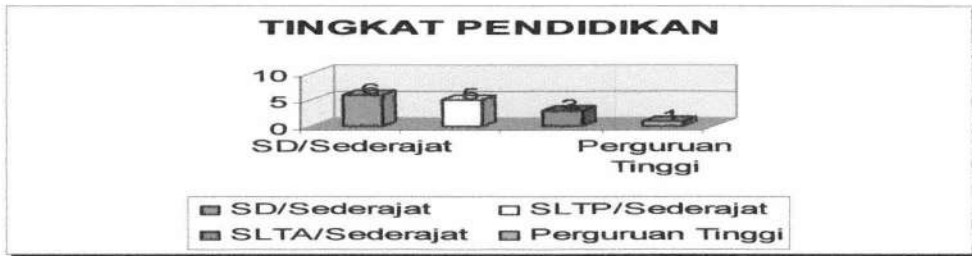 TINGKAT PENDIDIKAN
10
5
0
6
5
1
SD/Sederajat
Perguruan
Tinggi
SD/Sederajat
SLTP/Sederajat
SLTA/Sederajat
Perguruan Tinggi